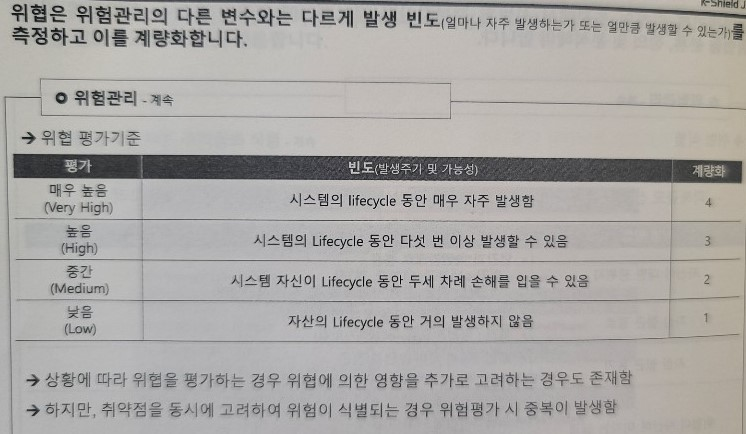 K-Shield J
위협은 위험관리의 다른 변수와는 다르게 발생 빈도(얼마나 자주 발생하는가 또는 얼만큼 발생할 수 있는가)를
측정하고 이를 계량화합니다.
위험관리 - 계속
→ 위협 평가기준
평가 빈도(발생주기 및 가능성) 계량화
매우 높음
(Very High) 시스템의 lifecycle 동안 매우 자주 발생함 4
높음
(High) 시스템의 Lifecycle 동안 다섯 번 이상 발생할 수 있음 3
중간
(Medium) 시스템 자신이 Lifecycle 동안 두세 차례 손해를 입을 수 있음 2
낮음
(Low) 자산의 Lifecycle 동안 거의 발생하지 않음 1
→ 상황에 따라 위협을 평가하는 경우 위협에 의한 영향을 추가로 고려하는 경우도 존재함
→ 하지만, 취약점을 동시에 고려하여 위험이 식별되는 경우 위험평가 시 중복이 발생함